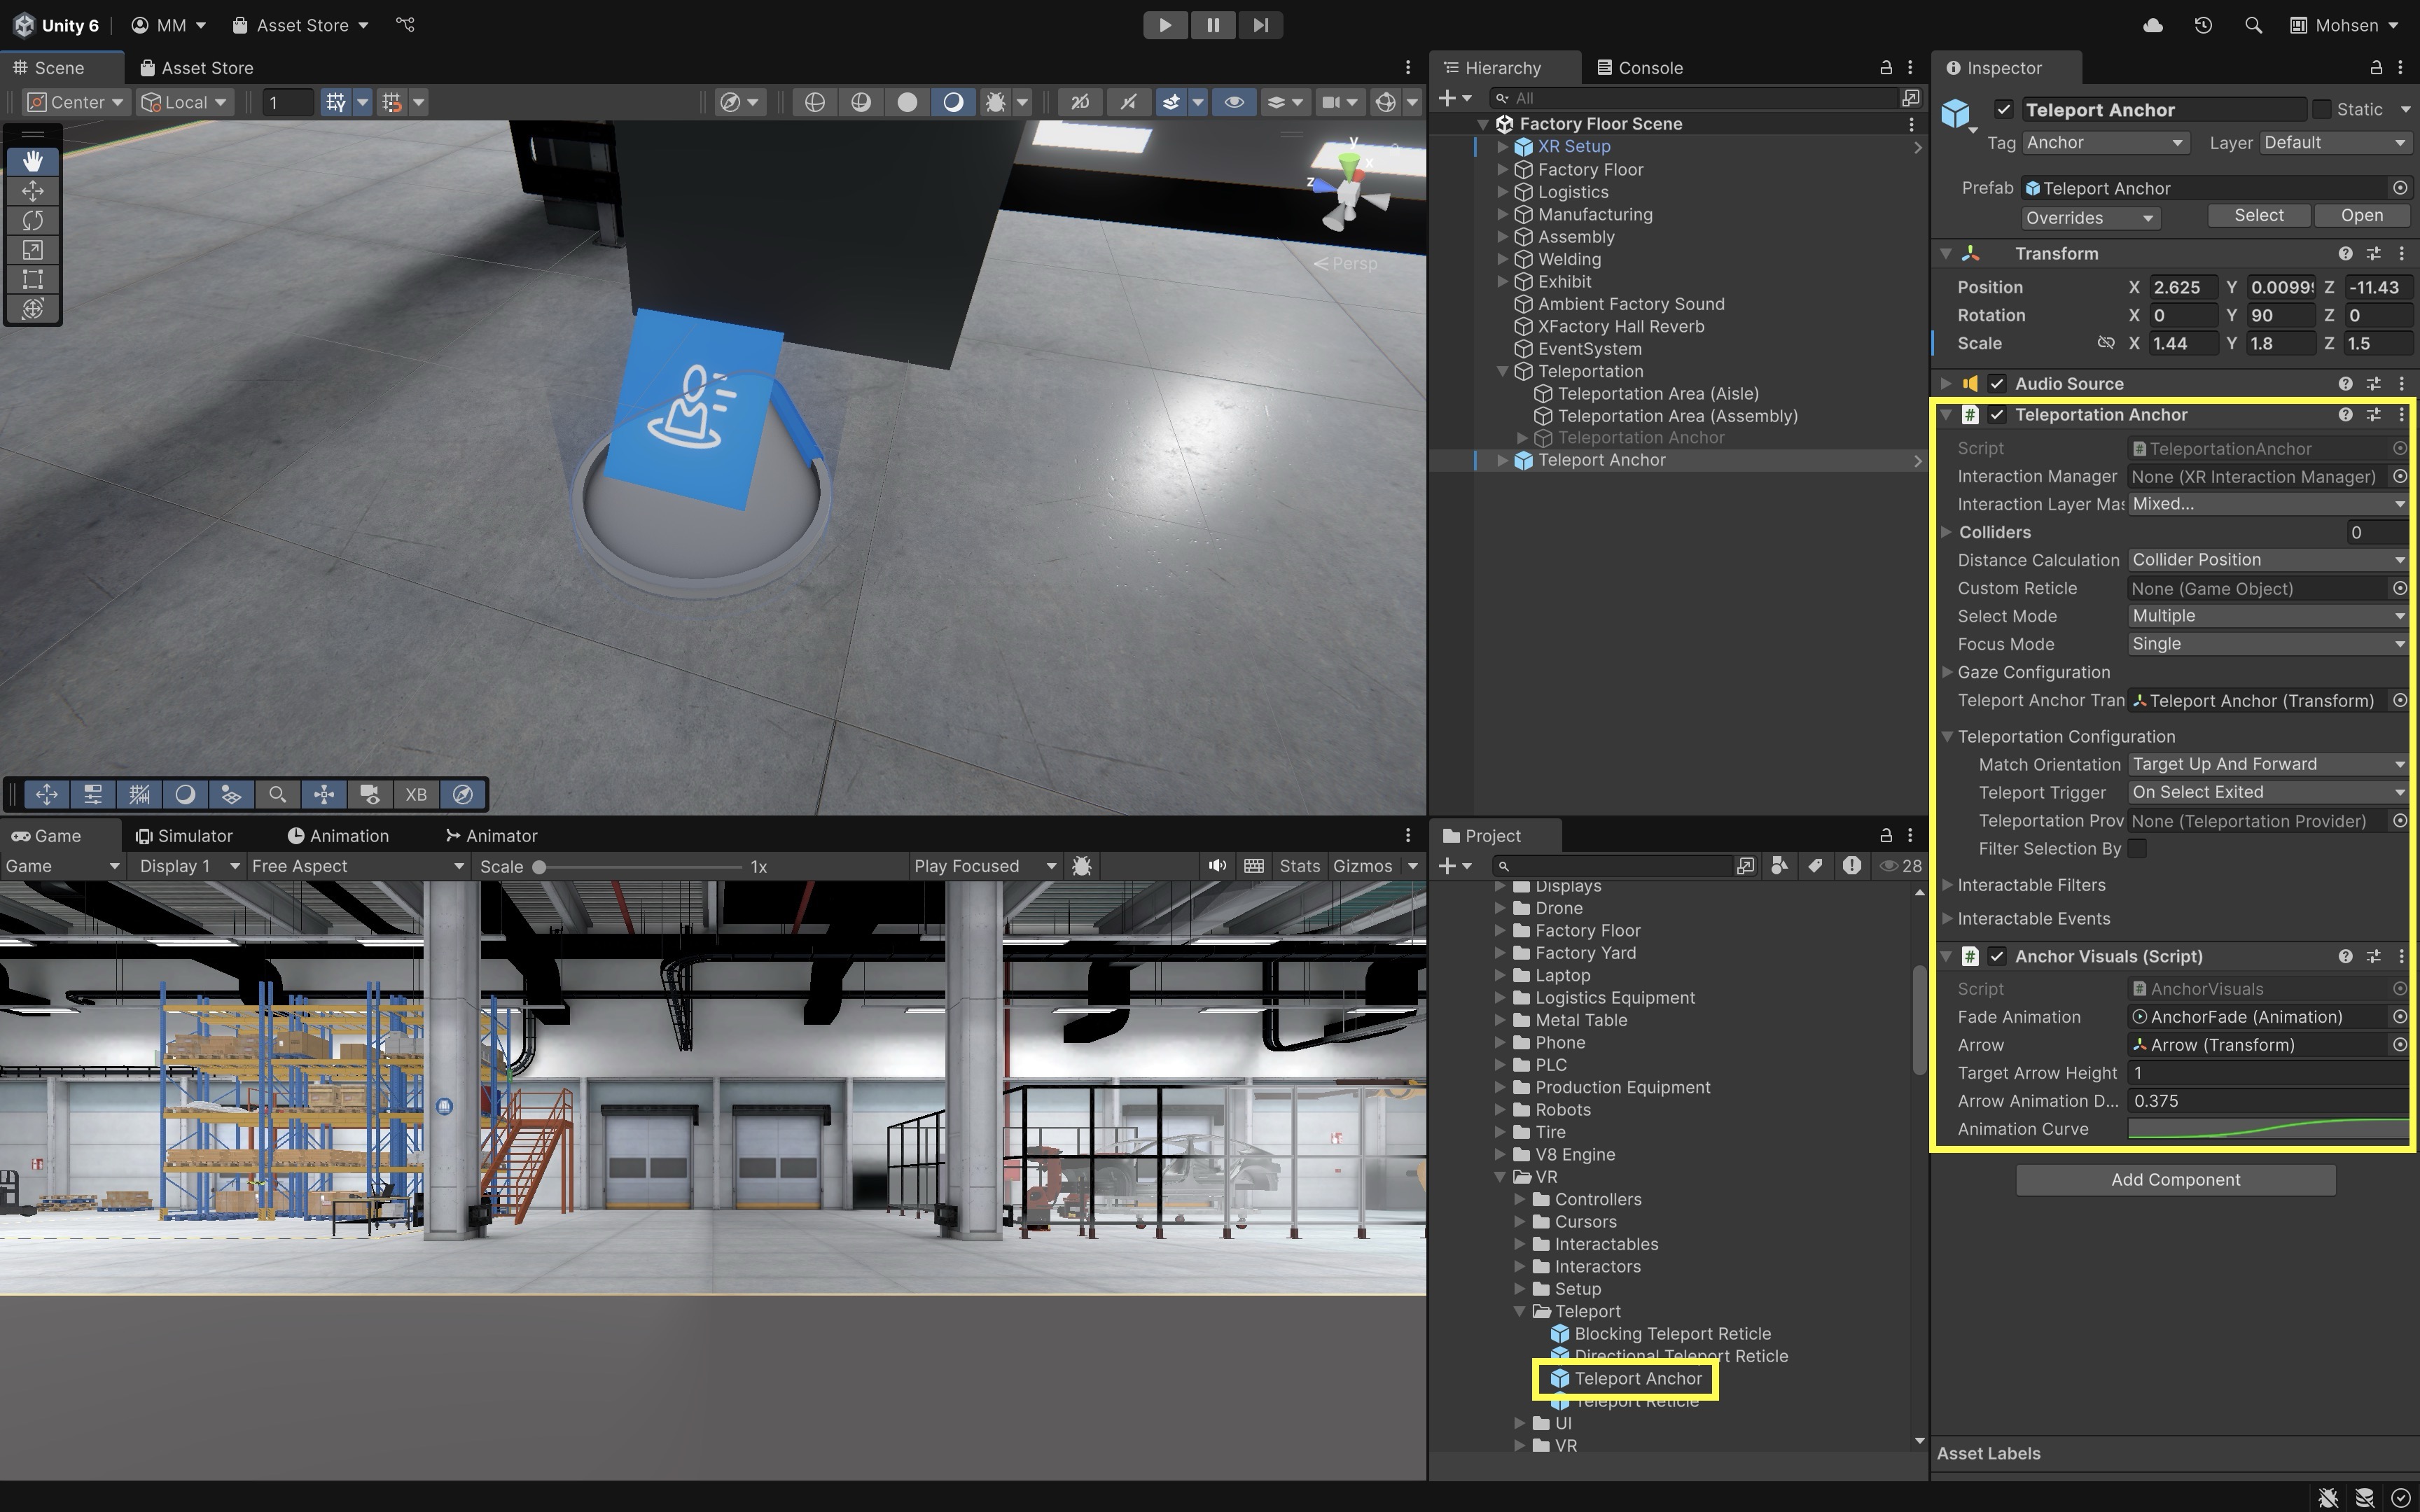 Unity 6
MM
Asset Store
Mohsen
Scene
Asset Store
Center
Local
1
2D
y
x
z
Persp
XB
Game
Simulator
Animation
Animator
Game
Display 1
Free Aspect
Scale
1x
Play Focused
Stats
Gizmos
Hierarchy
Console
All
Factory Floor Scene
XR Setup
Factory Floor
Logistics
Manufacturing
Assembly
Welding
Exhibit
Ambient Factory Sound
XFactory Hall Reverb
EventSystem
Teleportation
Teleportation Area (Aisle)
Teleportation Area (Assembly)
Teleportation Anchor
Teleport Anchor
Project
28
Displays
Drone
Factory Floor
Factory Yard
Laptop
Logistics Equipment
Metal Table
Phone
PLC
Production Equipment
Robots
Tire
V8 Engine
VR
Controllers
Cursors
Interactables
Interactors
Setup
Teleport
Blocking Teleport Reticle
Directional Teleport Reticle
Teleport Anchor
Teleport Reticle
UI
VR
Inspector
Teleport Anchor
Static
Tag Anchor Layer Default
Prefab Teleport Anchor
Overrides Select Open
Transform
Position X 2.625 Y 0.0099 Z -11.43
Rotation X 0 Y 90 Z 0
Scale X 1.44 Y 1.8 Z 1.5
Audio Source
Teleportation Anchor
Script TeleportationAnchor
Interaction Manager None (XR Interaction Manager)
Interaction Layer Mas Mixed...
Colliders 0
Distance Calculation Collider Position
Custom Reticle None (Game Object)
Select Mode Multiple
Focus Mode Single
Gaze Configuration
Teleport Anchor Tran Teleport Anchor (Transform)
Teleportation Configuration
Match Orientation Target Up And Forward
Teleport Trigger On Select Exited
Teleportation Prov None (Teleportation Provider)
Filter Selection By
Interactable Filters
Interactable Events
Anchor Visuals (Script)
Script AnchorVisuals
Fade Animation AnchorFade (Animation)
Arrow Arrow (Transform)
Target Arrow Height 1
Arrow Animation D... 0.375
Animation Curve
Add Component
Asset Labels